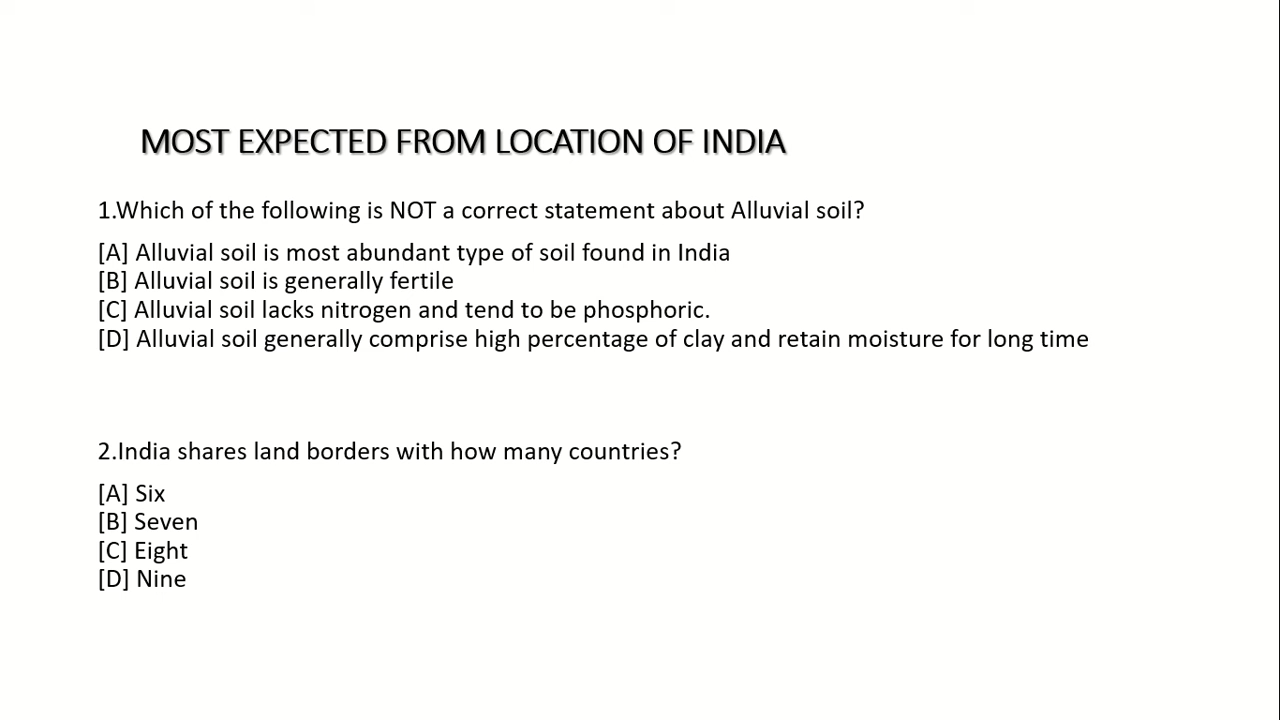 MOST EXPECTED FROM LOCATION OF INDIA
1.Which of the following is NOT a correct statement about Alluvial soil?
[A] Alluvial soil is most abundant type of soil found in India
[B] Alluvial soil is generally fertile
[C] Alluvial soil lacks nitrogen and tend to be phosphoric.
[D] Alluvial soil generally comprise high percentage of clay and retain moisture for long time
2.India shares land borders with how many countries?
[A] Six
[B] Seven
[C] Eight
[D] Nine